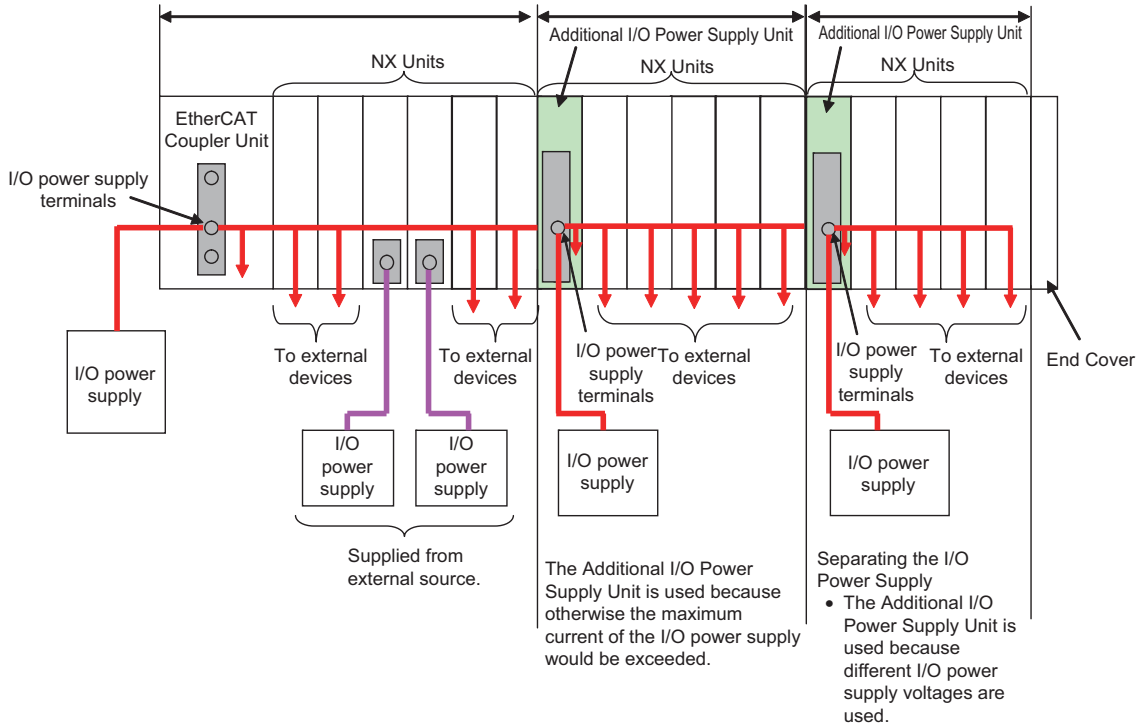 Additional I/O Power Supply Unit
Additional I/O Power Supply Unit
NX Units
NX Units
NX Units
EtherCAT
Coupler Unit
I/O power supply
terminals
To external
devices
To external
devices
I/O power
supply
terminals
To external
devices
I/O power
supply
terminals
To external
devices
End Cover
I/O power
supply
I/O
power
supply
I/O
power
supply
I/O power
supply
I/O power
supply
Supplied from
external source.
The Additional I/O Power
Supply Unit is used because
otherwise the maximum
current of the I/O power supply
would be exceeded.
Separating the I/O
Power Supply
• The Additional I/O
Power Supply Unit is
used because
different I/O power
supply voltages are
used.